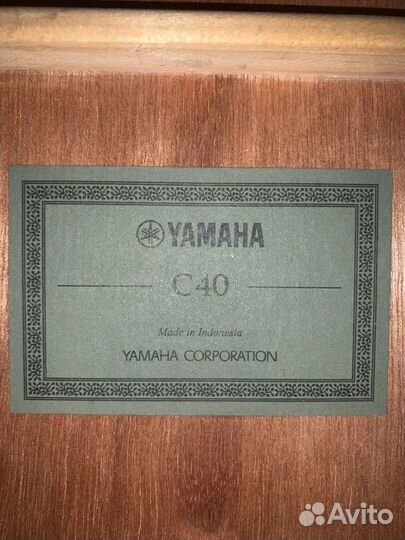 YAMAHA
C40
Made in Indonesia
YAMAHA CORPORATION
Avito